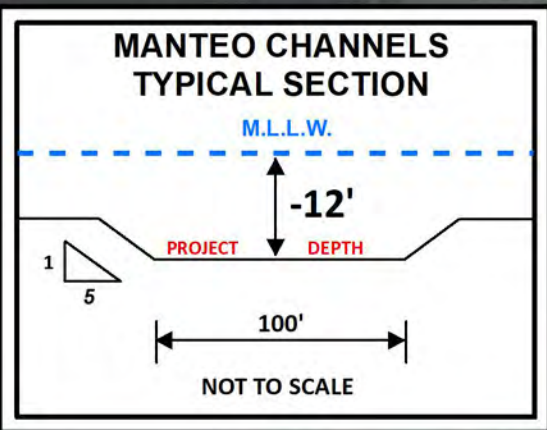 MANTEO CHANNELS
TYPICAL SECTION
M.L.L.W.
-12'
PROJECT DEPTH
1
5
100'
NOT TO SCALE